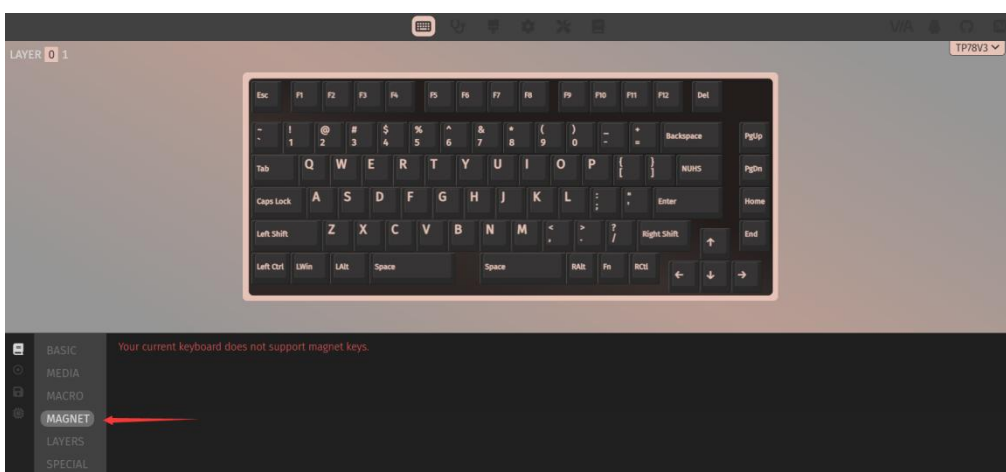 VIA
LAYER 0 1
TP78V3
Esc F1 F2 F3 F4 F5 F6 F7 F8 F9 F10 F11 F12 Del
~ ! @ # $ % ^ & * ( ) _ + Backspace PgUp
` 1 2 3 4 5 6 7 8 9 0 - =
Tab Q W E R T Y U I O P { } NUHS PgDn
[ ]
Caps Lock A S D F G H J K L : " Enter Home
; '
Left Shift Z X C V B N M < > ? Right Shift ↑ End
, . /
Left Ctrl LWin LAlt Space Space RAlt Fn RCtl ← ↓ →
BASIC
Your current keyboard does not support magnet keys.
MEDIA
MACRO
MAGNET
LAYERS
SPECIAL